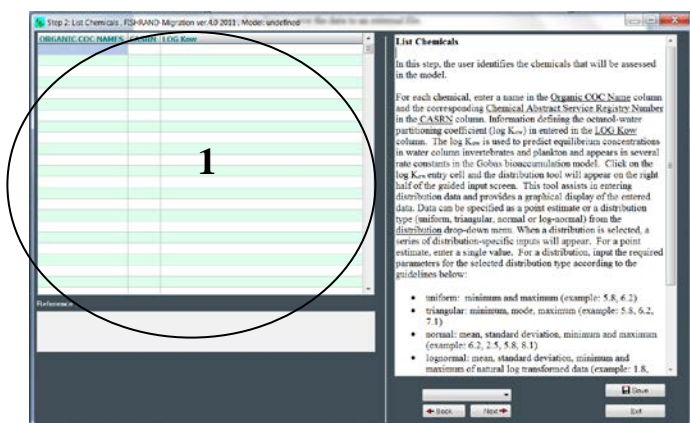 Step 2: List Chemicals , FISHRAND-Migration ver.4.0 2011 , Model: undefined
ORGANIC COC NAMES CASRN LOG Kow
1
Reference
List Chemicals
In this step, the user identifies the chemicals that will be assessed
in the model.
For each chemical, enter a name in the Organic COC Name column
and the corresponding Chemical Abstract Service Registry Number
in the CASRN column. Information defining the octanol-water
partitioning coefficient (log Kow) in entered in the LOG Kow
column. The log Kow is used to predict equilibrium concentrations
in water column invertebrates and plankton and appears in several
rate constants in the Gobas bioaccumulation model. Click on the
log Kow entry cell and the distribution tool will appear on the right
half of the guided input screen. This tool assists in entering
distribution data and provides a graphical display of the entered
data. Data can be specified as a point estimate or a distribution
type (uniform, triangular, normal or log-normal) from the
distribution drop-down menu. When a distribution is selected, a
series of distribution-specific inputs will appear. For a point
estimate, enter a single value. For a distribution, input the required
parameters for the selected distribution type according to the
guidelines below:
• uniform: minimum and maximum (example: 5.8, 6.2)
• triangular: minimum, mode, maximum (example: 5.8, 6.2,
7.1)
• normal: mean, standard deviation, minimum and maximum
(example: 6.2, 2.5, 5.8, 8.1)
• lognormal: mean, standard deviation, minimum and
maximum of natural log transformed data (example: 1.8,
Save
Back Next
Exit